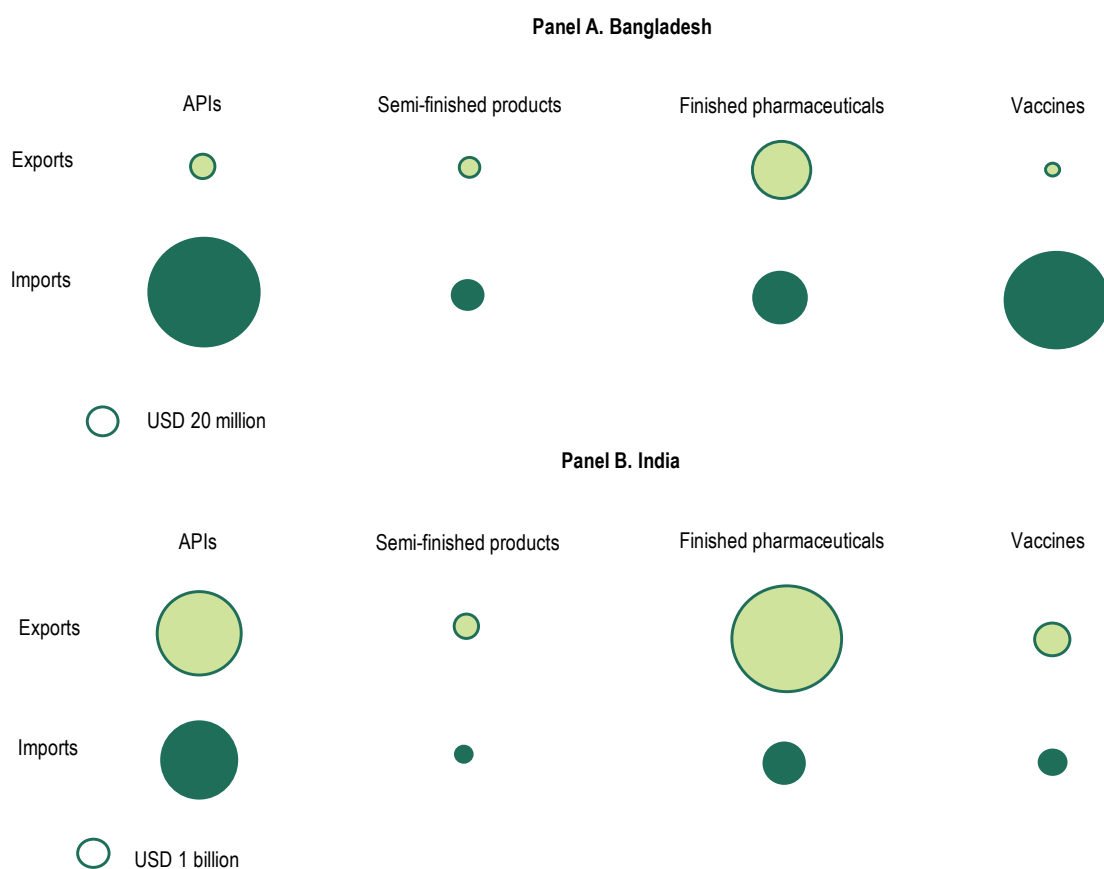 Panel A. Bangladesh
APIs Semi-finished products Finished pharmaceuticals Vaccines
Exports
Imports
USD 20 million
Panel B. India
APIs Semi-finished products Finished pharmaceuticals Vaccines
Exports
Imports
USD 1 billion